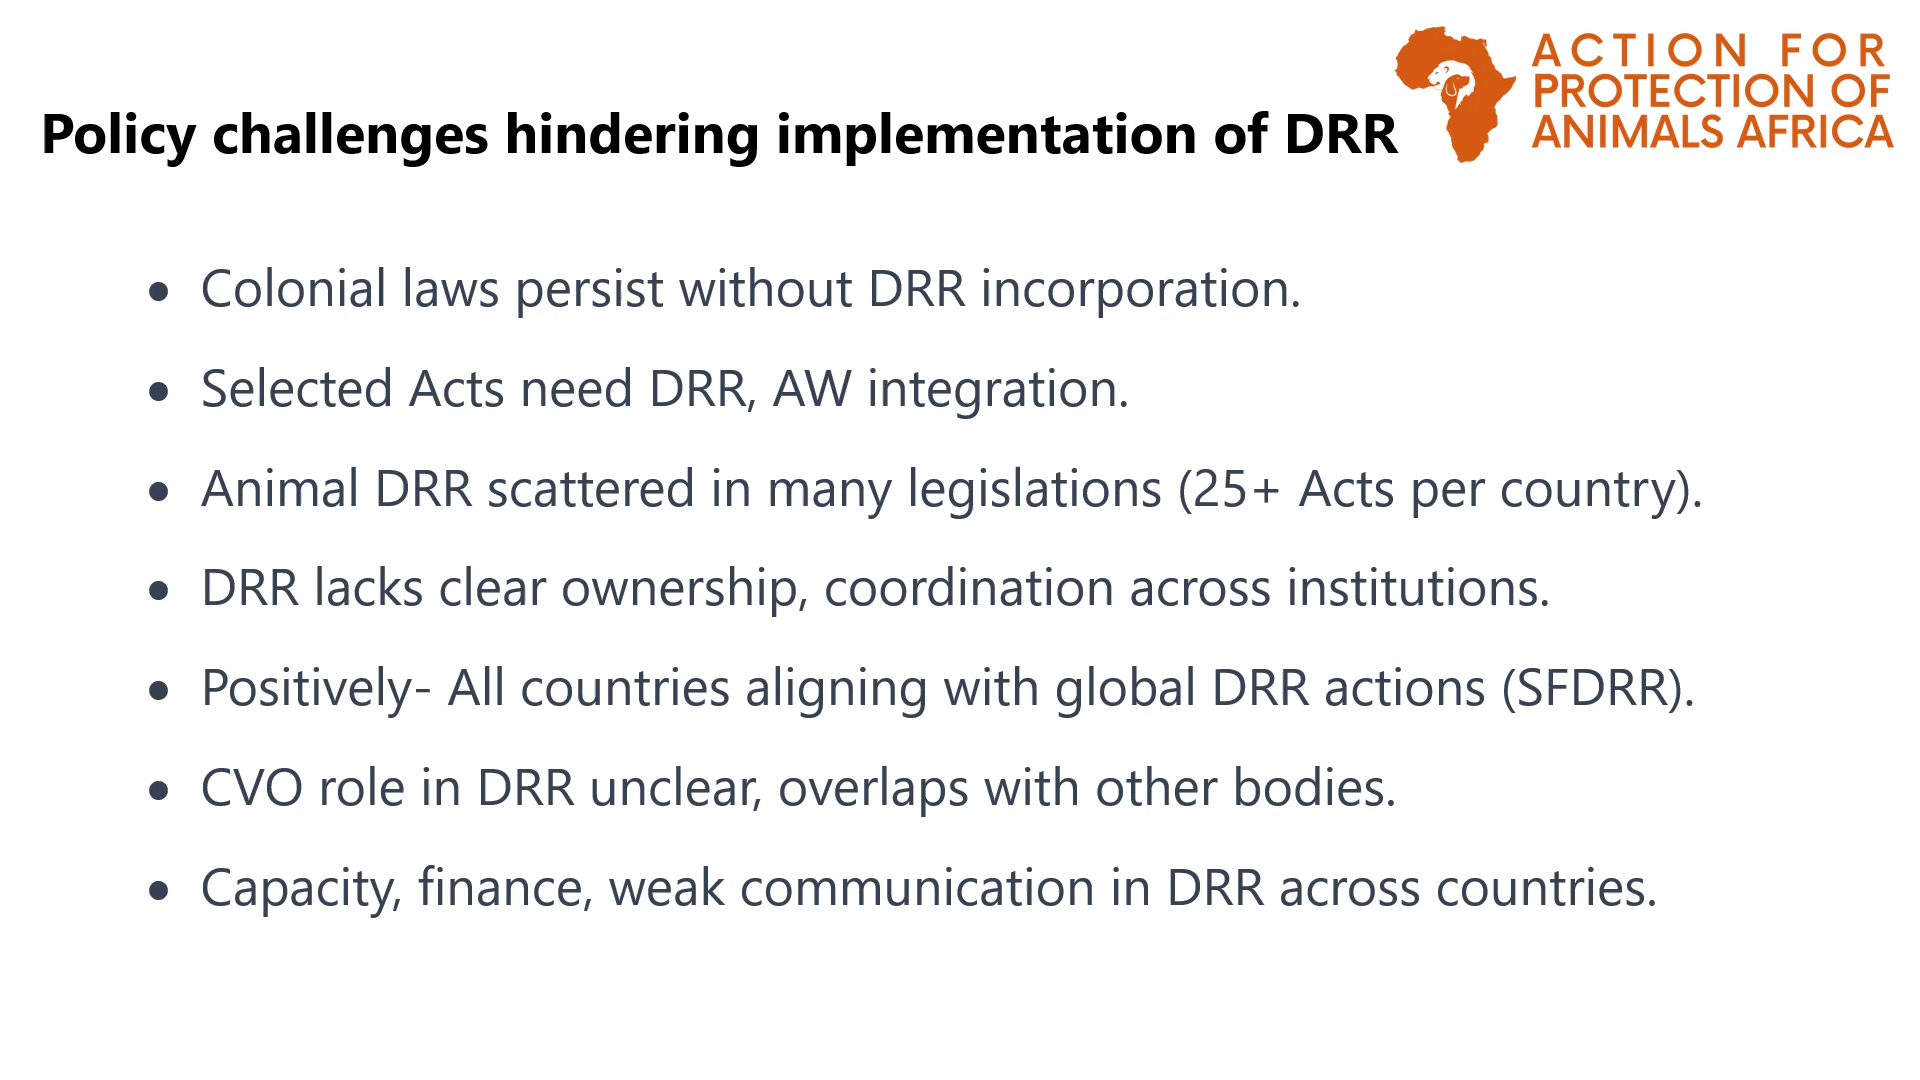 ACTION FOR
PROTECTION OF
ANIMALS AFRICA
Policy challenges hindering implementation of DRR
• Colonial laws persist without DRR incorporation.
• Selected Acts need DRR, AW integration.
• Animal DRR scattered in many legislations (25+ Acts per country).
• DRR lacks clear ownership, coordination across institutions.
• Positively- All countries aligning with global DRR actions (SFDRR).
• CVO role in DRR unclear, overlaps with other bodies.
• Capacity, finance, weak communication in DRR across countries.